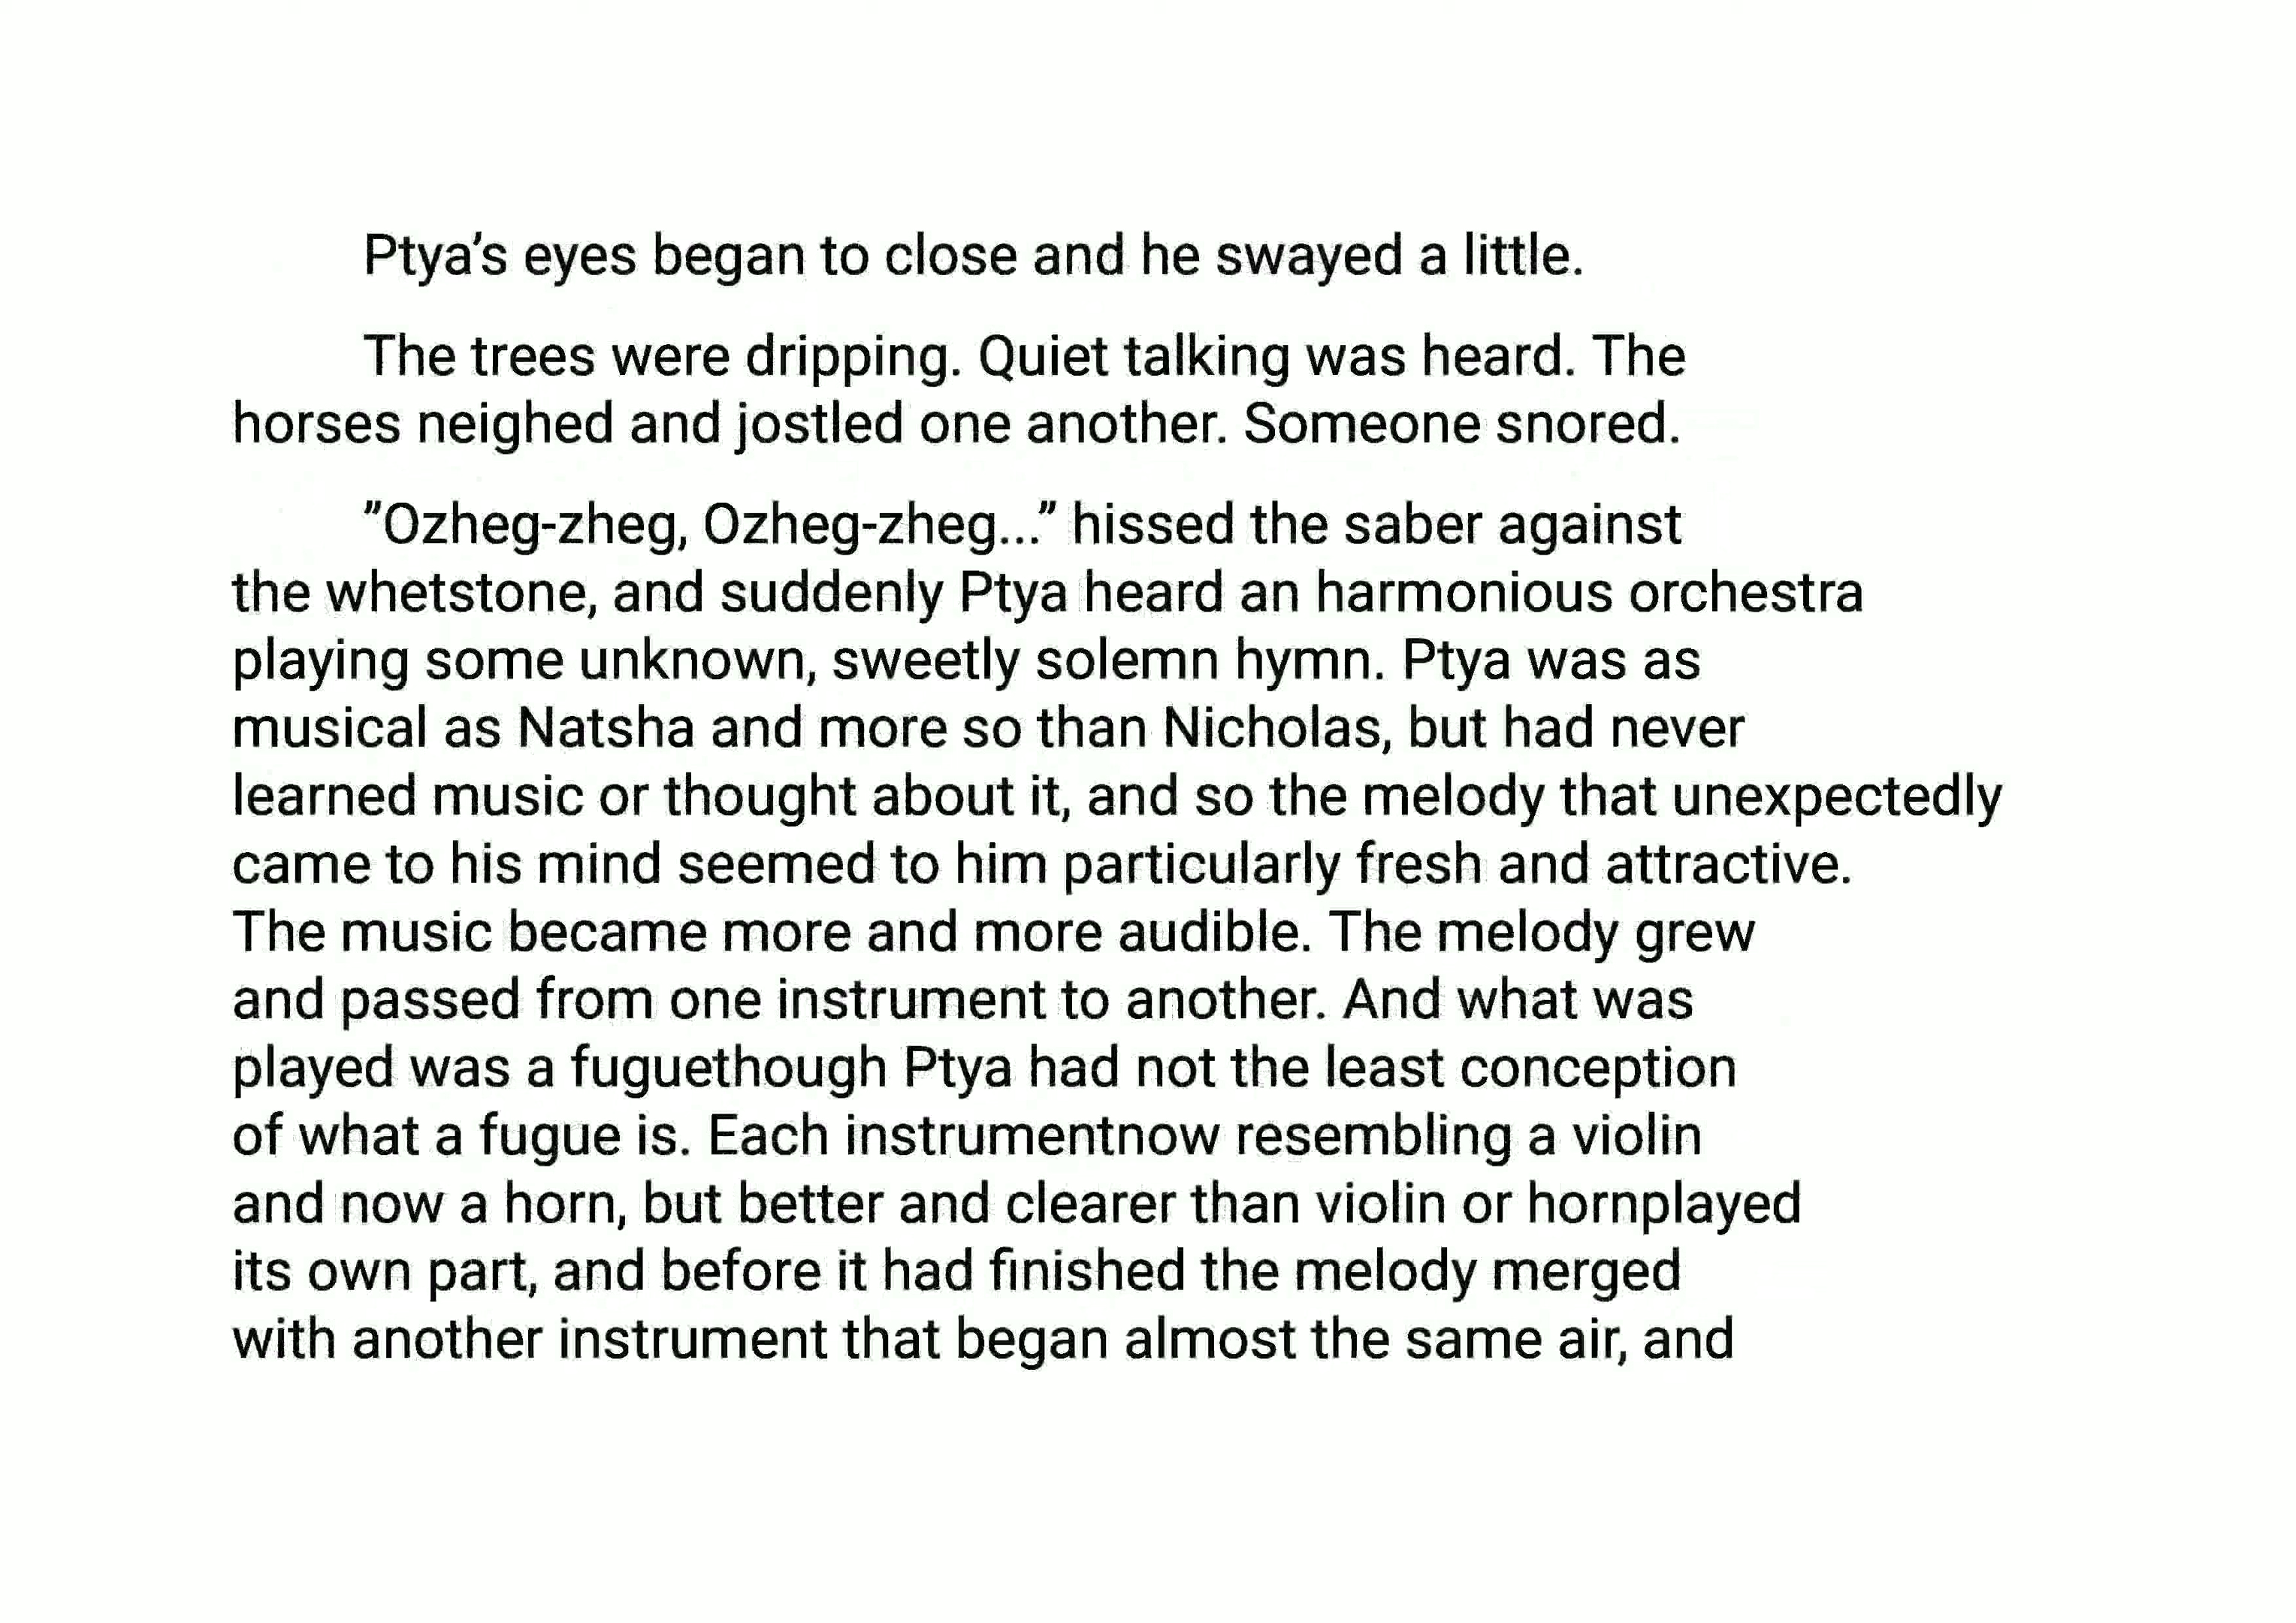 Ptya's eyes began to close and he swayed a little.
The trees were dripping. Quiet talking was heard. The
horses neighed and jostled one another. Someone snored.
"Ozheg-zheg, Ozheg-zheg..." hissed the saber against
the whetstone, and suddenly Ptya heard an harmonious orchestra
playing some unknown, sweetly solemn hymn. Ptya was as
musical as Natsha and more so than Nicholas, but had never
learned music or thought about it, and so the melody that unexpectedly
came to his mind seemed to him particularly fresh and attractive.
The music became more and more audible. The melody grew
and passed from one instrument to another. And what was
played was a fuguethough Ptya had not the least conception
of what a fugue is. Each instrumentnow resembling a violin
and now a horn, but better and clearer than violin or hornplayed
its own part, and before it had finished the melody merged
with another instrument that began almost the same air, and